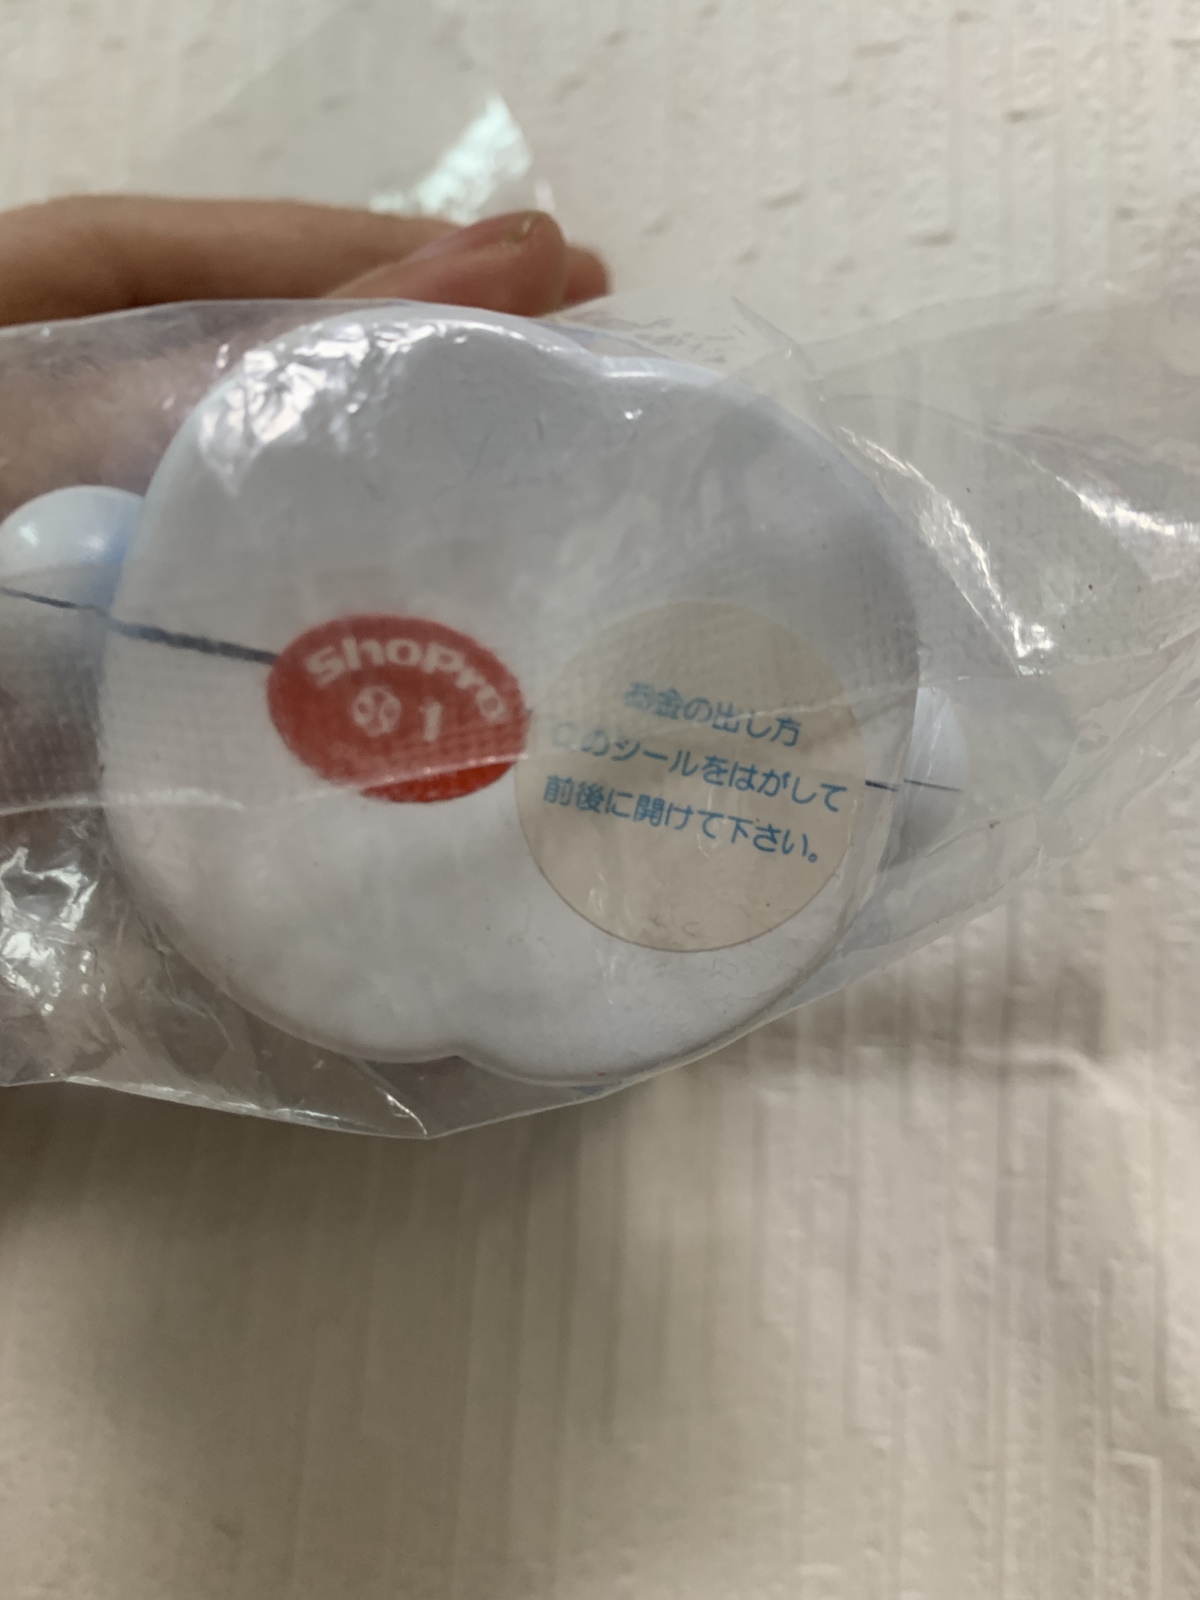 ShoPro
1
お金の出し方
このシールをはがして
前後に開けて下さい。